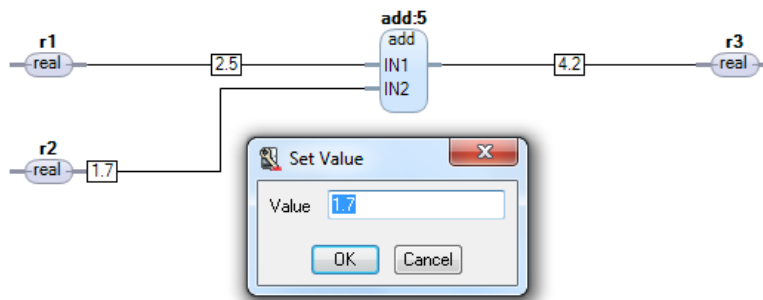 add:5
r1
add
r3
real
2.5
IN1
4.2
real
IN2
r2
real
1.7
Set Value
Value 1.7
OK Cancel